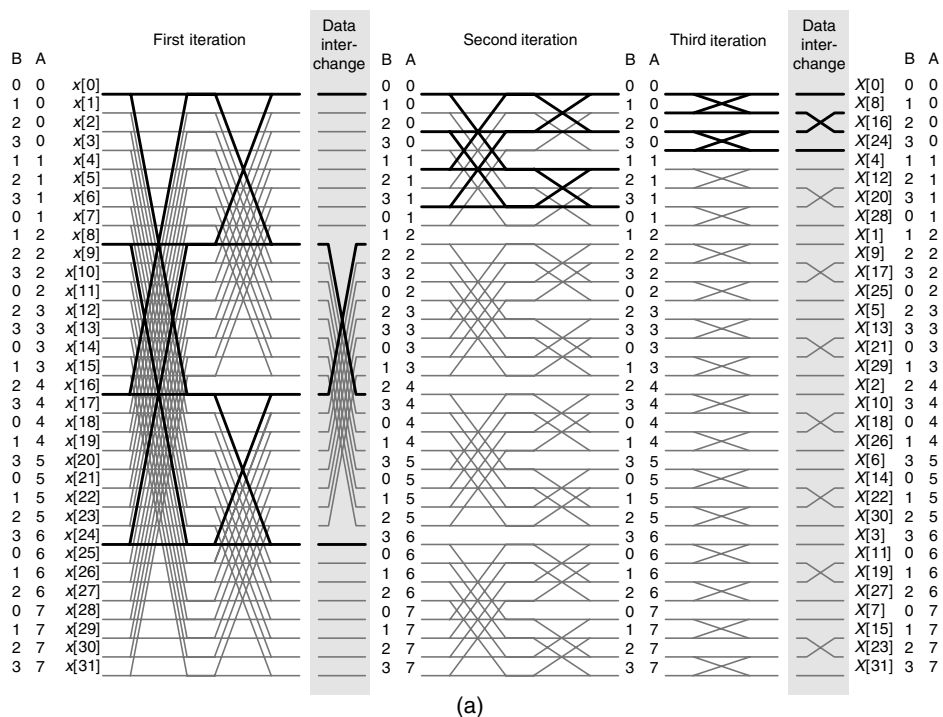 First iteration
Data
inter-
change
Second iteration
Third iteration
Data
inter-
change
B A B A B A B A
0 0 x[0] 0 0 0 0 X[0] 0 0
1 0 x[1] 1 0 1 0 X[8] 1 0
2 0 x[2] 2 0 2 0 X[16] 2 0
3 0 x[3] 3 0 3 0 X[24] 3 0
1 1 x[4] 1 1 1 1 X[4] 1 1
2 1 x[5] 2 1 2 1 X[12] 2 1
3 1 x[6] 3 1 3 1 X[20] 3 1
0 1 x[7] 0 1 0 1 X[28] 0 1
1 2 x[8] 1 2 1 2 X[1] 1 2
2 2 x[9] 2 2 2 2 X[9] 2 2
3 2 x[10] 3 2 3 2 X[17] 3 2
0 2 x[11] 0 2 0 2 X[25] 0 2
2 3 x[12] 2 3 2 3 X[5] 2 3
3 3 x[13] 3 3 3 3 X[13] 3 3
0 3 x[14] 0 3 0 3 X[21] 0 3
1 3 x[15] 1 3 1 3 X[29] 1 3
2 4 x[16] 2 4 2 4 X[2] 2 4
3 4 x[17] 3 4 3 4 X[10] 3 4
0 4 x[18] 0 4 0 4 X[18] 0 4
1 4 x[19] 1 4 1 4 X[26] 1 4
3 5 x[20] 3 5 3 5 X[6] 3 5
0 5 x[21] 0 5 0 5 X[14] 0 5
1 5 x[22] 1 5 1 5 X[22] 1 5
2 5 x[23] 2 5 2 5 X[30] 2 5
3 6 x[24] 3 6 3 6 X[3] 3 6
0 6 x[25] 0 6 0 6 X[11] 0 6
1 6 x[26] 1 6 1 6 X[19] 1 6
2 6 x[27] 2 6 2 6 X[27] 2 6
0 7 x[28] 0 7 0 7 X[7] 0 7
1 7 x[29] 1 7 1 7 X[15] 1 7
2 7 x[30] 2 7 2 7 X[23] 2 7
3 7 x[31] 3 7 3 7 X[31] 3 7
(a)